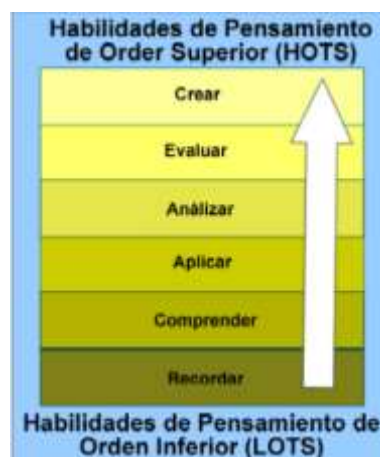 Habilidades de Pensamiento
de Order Superior (HOTS)
Crear
Evaluar
Análizar
Aplicar
Comprender
Recordar
Habilidades de Pensamiento de
Orden Inferior (LOTS)